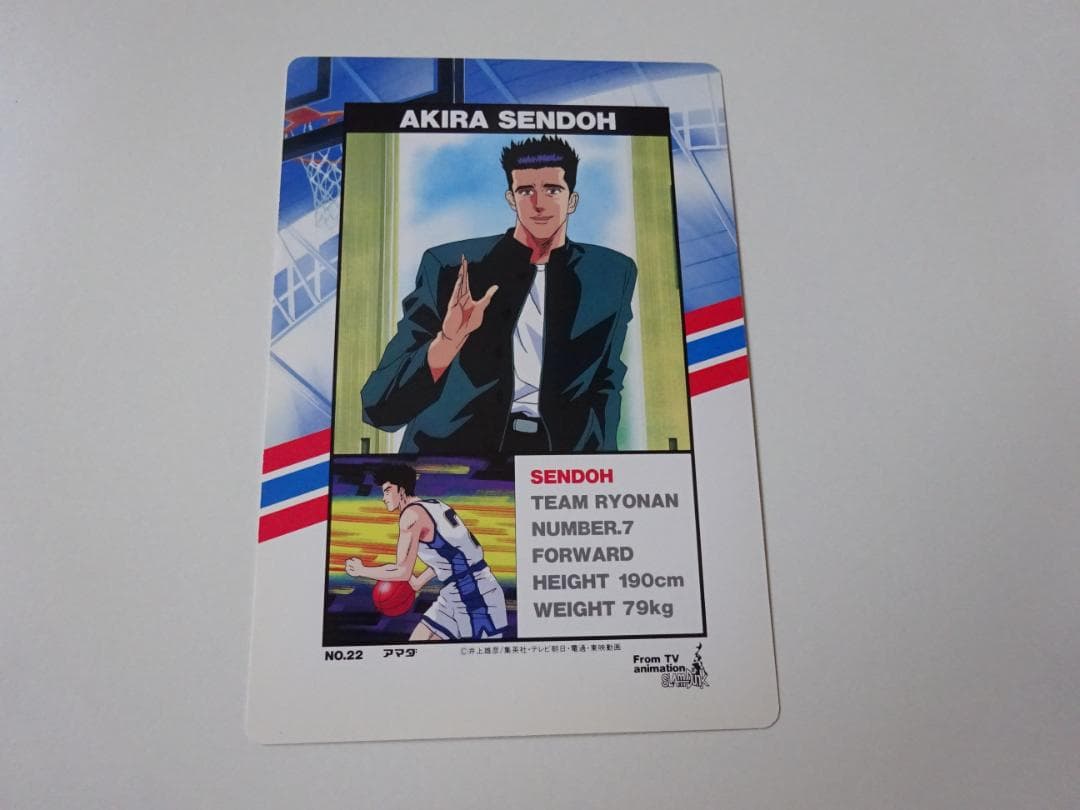 AKIRA SENDOH
SENDOH
TEAM RYONAN
NUMBER.7
FORWARD
HEIGHT 190cm
WEIGHT 79kg
NO.22 アマダ ©井上雄彦/集英社・テレビ朝日・電通・東映動画
From TV
animation
SLAM DUNK